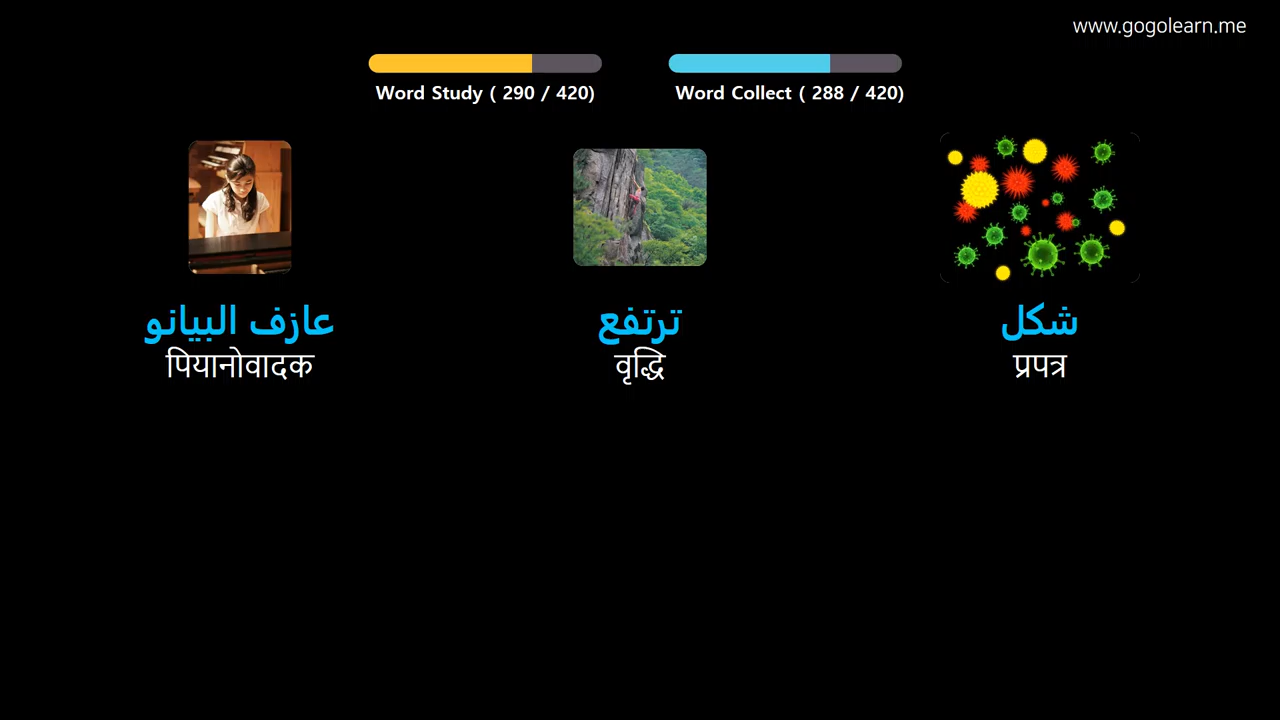 www.gogolearn.me
Word Study ( 290 / 420)
Word Collect ( 288 / 420)
عازف البيانو
पियानोवादक
ترتفع
वृद्धि
شكل
प्रपत्र